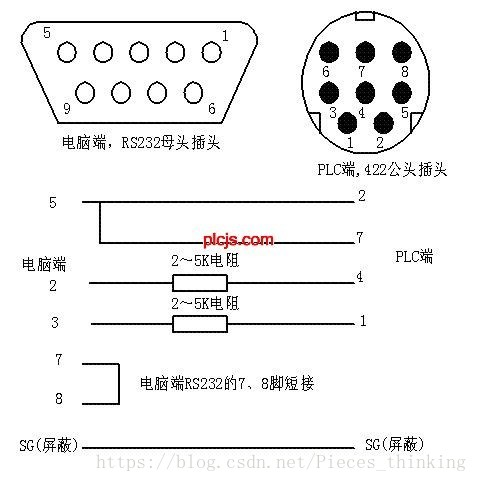 5 1
9 6
电脑端，RS232母头插头
6 7 8
3 4 5
1 2
PLC端,422公头插头
5 2
plcjs.com
7
电脑端 PLC端
2～5K电阻
2 4
2～5K电阻
3 1
7
电脑端RS232的7、8脚短接
8
SG(屏蔽) SG(屏蔽)
https://blog.csdn.net/Pieces_thinking